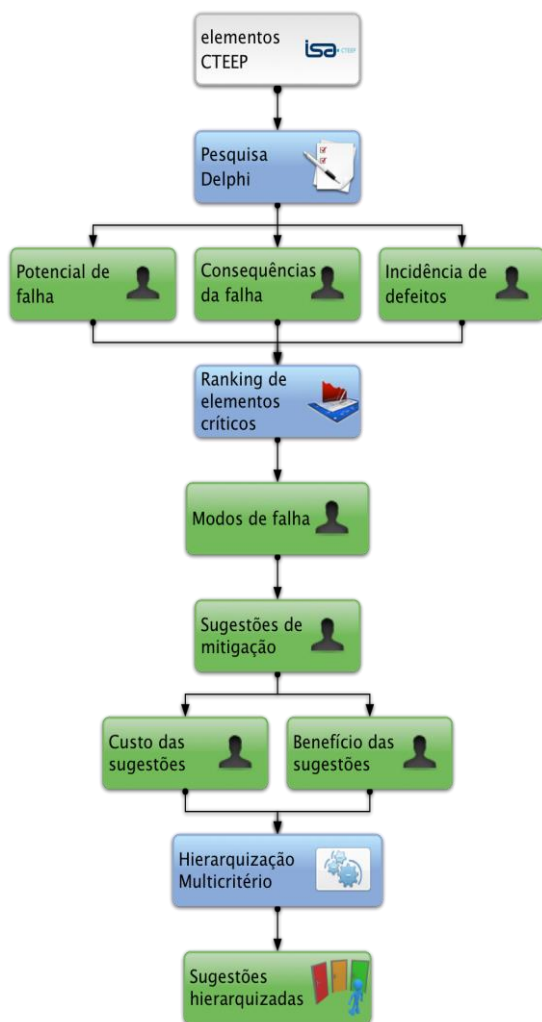 elementos
CTEEP
isa
CTEEP
Pesquisa
Delphi
Potencial de
falha
Consequências
da falha
Incidência de
defeitos
Ranking de
elementos
críticos
Modos de falha
Sugestões de
mitigação
Custo das
sugestões
Benefício das
sugestões
Hierarquização
Multicritério
Sugestões
hierarquizadas